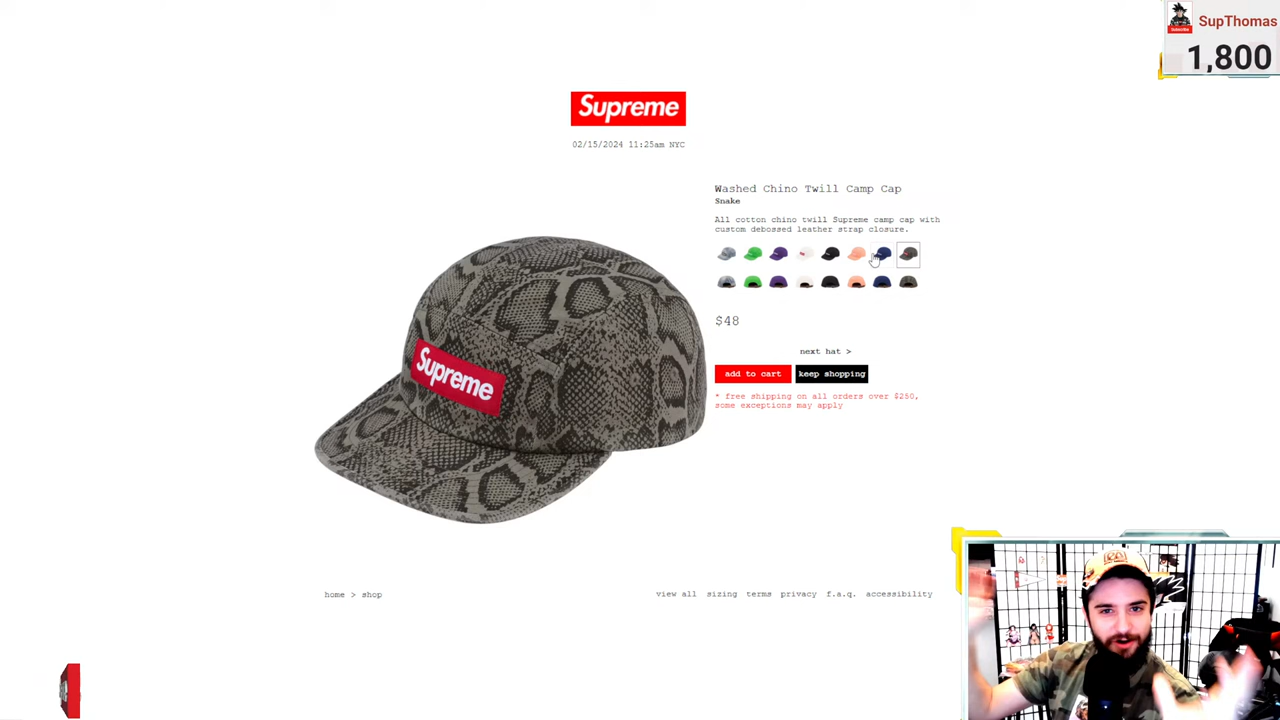 SupThomas
Subscribe
1,800
Supreme
02/15/2024 11:25am NYC
Washed Chino Twill Camp Cap
Snake
All cotton chino twill Supreme camp cap with
custom debossed leather strap closure.
$48
next hat >
add to cart keep shopping
* free shipping on all orders over $250,
some exceptions may apply
Supreme
home > shop
view all sizing terms privacy f.a.q. accessibility